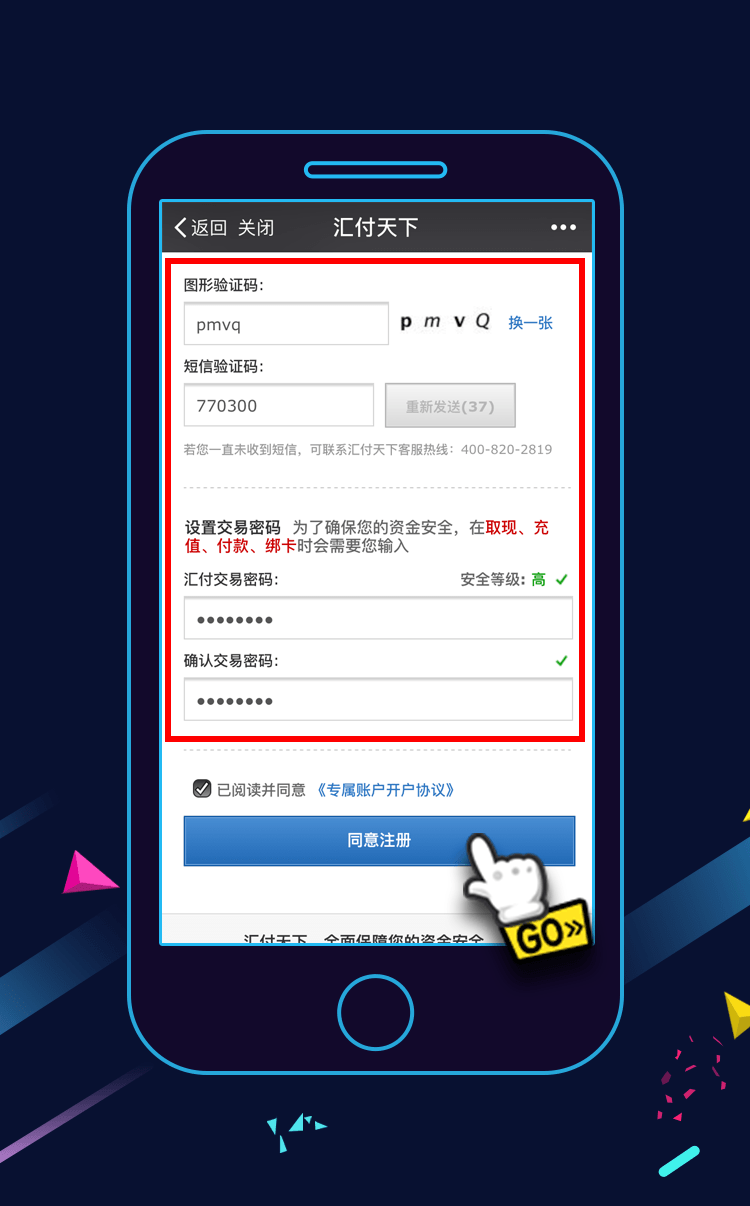 返回 关闭 汇付天下
图形验证码:
pmvq p m v Q 换一张
短信验证码:
770300 重新发送(37)
若您一直未收到短信，可联系汇付天下客服热线：400-820-2819
设置交易密码 为了确保您的资金安全，在取现、充
值、付款、绑卡时会需要您输入
汇付交易密码: 安全等级: 高
确认交易密码:
已阅读并同意 《专属账户开户协议》
同意注册
汇付天下，全面保障您的资金安全
GO»